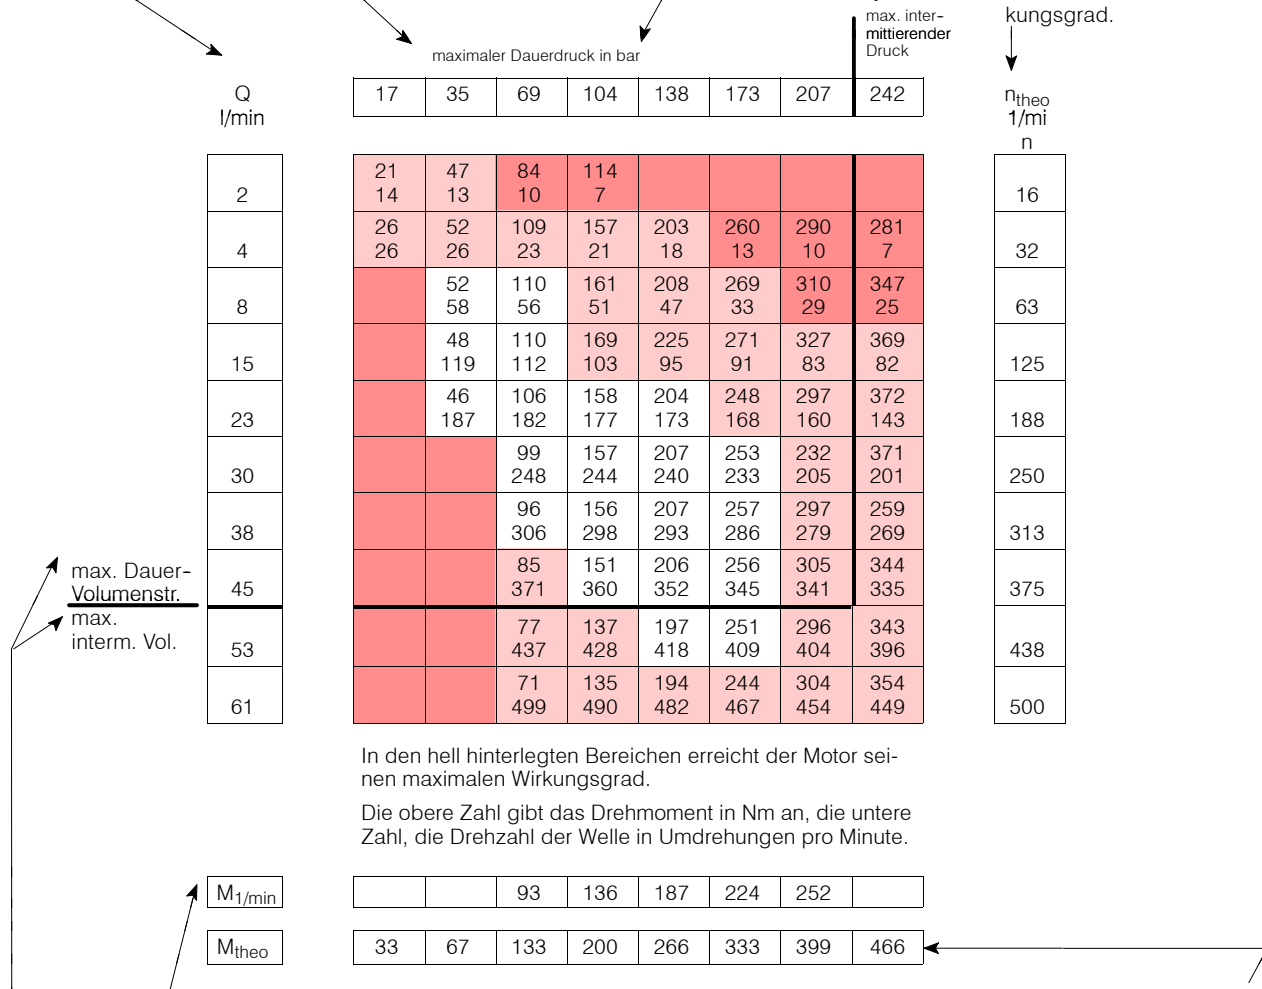 max. inter-
mittierender
Druck
kungsgrad.
maximaler Dauerdruck in bar
Q
l/min
17 35 69 104 138 173 207 242
n theo
1/mi
n
21 47 84 114
2 14 13 10 7 16
26 52 109 157 203 260 290 281
4 26 26 23 21 18 13 10 7 32
52 110 161 208 269 310 347
8 58 56 51 47 33 29 25 63
48 110 169 225 271 327 369
15 119 112 103 95 91 83 82 125
46 106 158 204 248 297 372
23 187 182 177 173 168 160 143 188
99 157 207 253 232 371
30 248 244 240 233 205 201 250
96 156 207 257 297 259
38 306 298 293 286 279 269 313
85 151 206 256 305 344
45 371 360 352 345 341 335 375
max. Dauer-
Volumenstr.
max.
interm. Vol.
77 137 197 251 296 343
53 437 428 418 409 404 396 438
71 135 194 244 304 354
61 499 490 482 467 454 449 500
In den hell hinterlegten Bereichen erreicht der Motor sei-
nen maximalen Wirkungsgrad.
Die obere Zahl gibt das Drehmoment in Nm an, die untere
Zahl, die Drehzahl der Welle in Umdrehungen pro Minute.
M 1/min 93 136 187 224 252
M theo 33 67 133 200 266 333 399 466